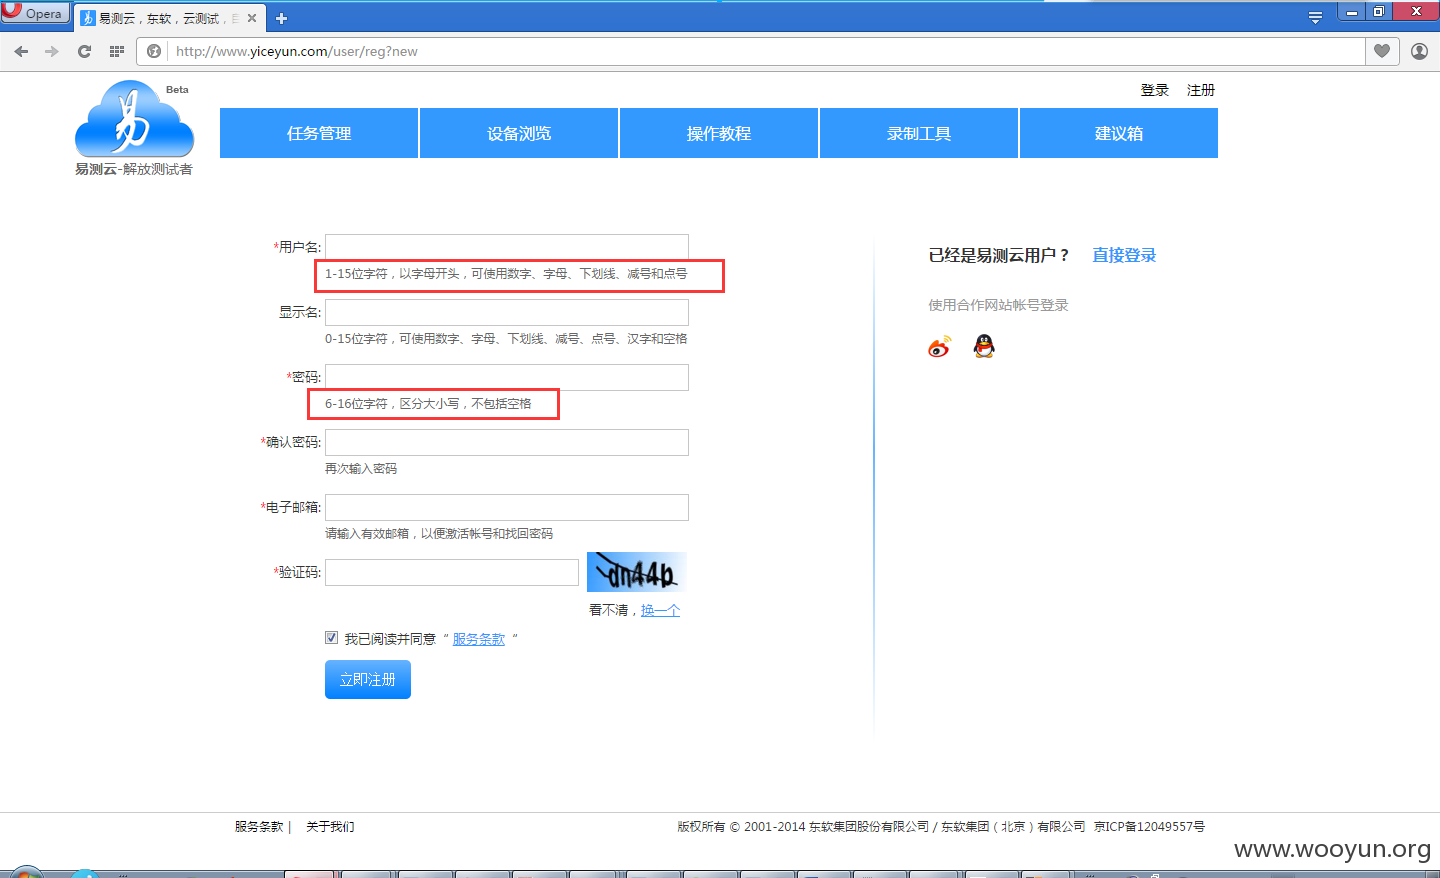 Opera
易测云，东软，云测试，自
http://www.yiceyun.com/user/reg?new
Beta
易
易测云-解放测试者
登录 注册
任务管理 设备浏览 操作教程 录制工具 建议箱
*用户名:
1-15位字符，以字母开头，可使用数字、字母、下划线、减号和点号
显示名:
0-15位字符，可使用数字、字母、下划线、减号、点号、汉字和空格
*密码:
6-16位字符，区分大小写，不包括空格
*确认密码:
再次输入密码
*电子邮箱:
请输入有效邮箱，以便激活帐号和找回密码
*验证码:
dn44b
看不清，换一个
我已阅读并同意 “ 服务条款 “
立即注册
已经是易测云用户？ 直接登录
使用合作网站帐号登录
服务条款 | 关于我们
版权所有 © 2001-2014 东软集团股份有限公司 / 东软集团（北京）有限公司 京ICP备12049557号
www.wooyun.org